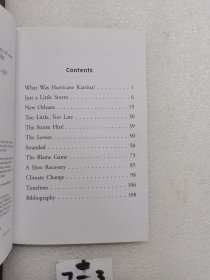 Contents
What Was Hurricane Katrina? 1
Just a Little Storm 6
New Orleans 19
Too Little, Too Late 30
The Storm Hits! 39
The Levees 50
Stranded 58
The Blame Game 73
A Slow Recovery 85
Climate Change 98
Timelines 106
Bibliography 108